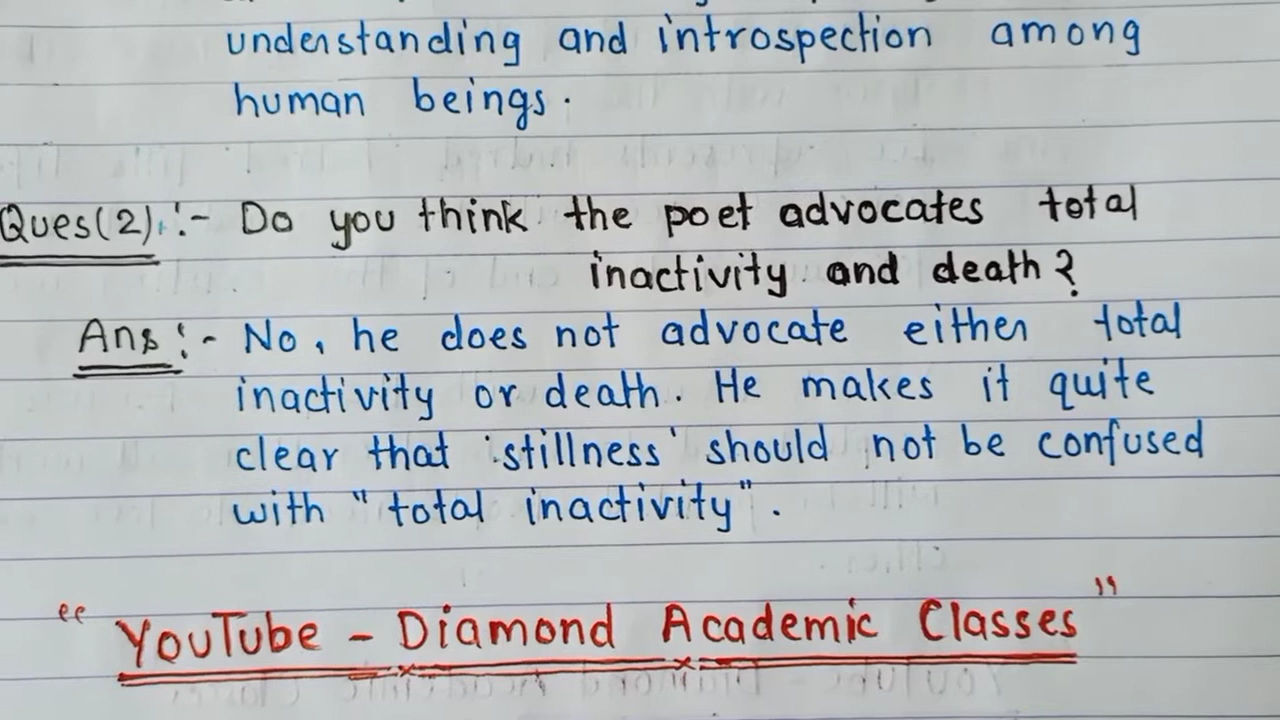 understanding and introspection among
human beings.
Ques(2):- Do you think the poet advocates total
inactivity and death?
Ans:- No, he does not advocate either total
inactivity or death. He makes it quite
clear that 'stillness' should not be confused
with "total inactivity".
"YouTube - Diamond Academic Classes"